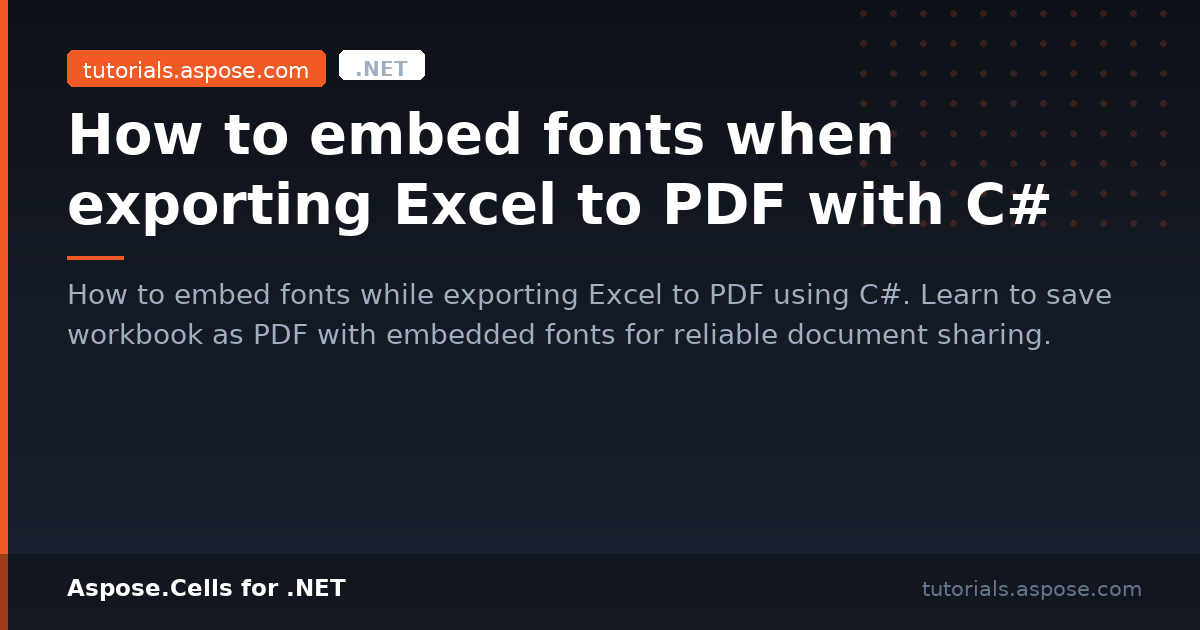 tutorials.aspose.com .NET
How to embed fonts when
exporting Excel to PDF with C#
How to embed fonts while exporting Excel to PDF using C#. Learn to save
workbook as PDF with embedded fonts for reliable document sharing.
Aspose.Cells for .NET tutorials.aspose.com